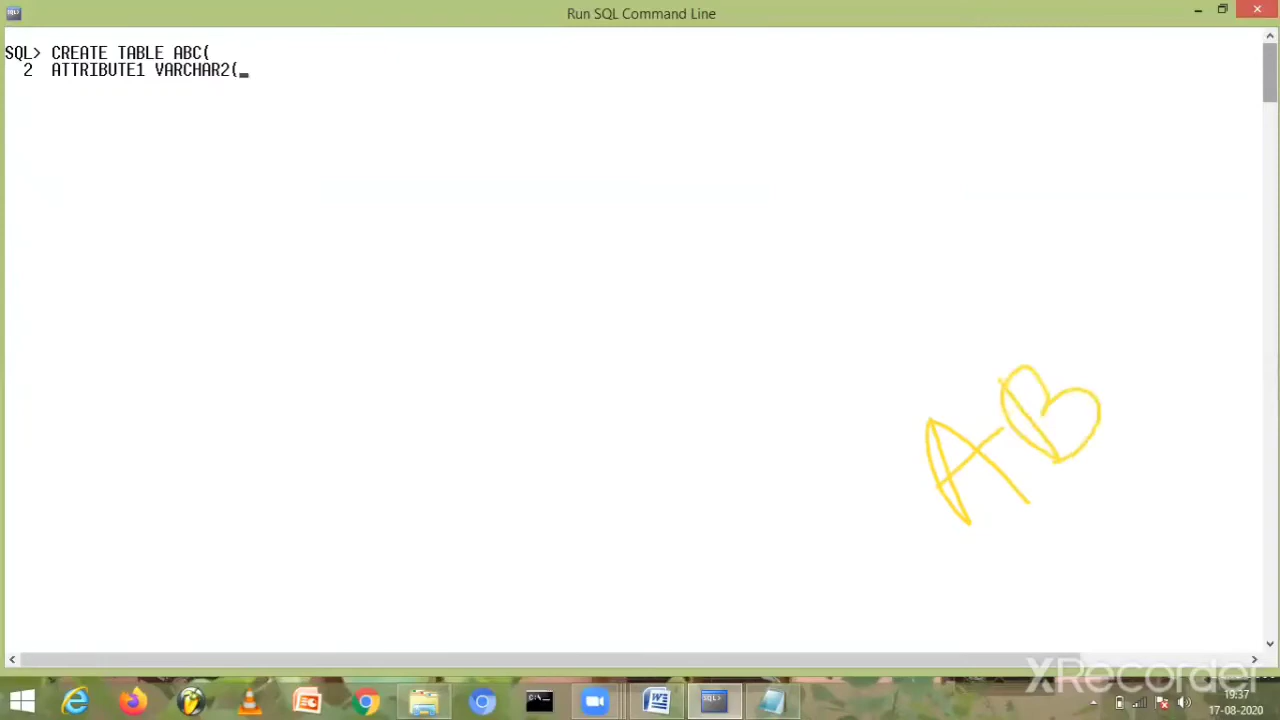 Run SQL Command Line
SQL> CREATE TABLE ABC(
2 ATTRIBUTE1 VARCHAR2(
AB
XRecorder
19:37
17-08-2020